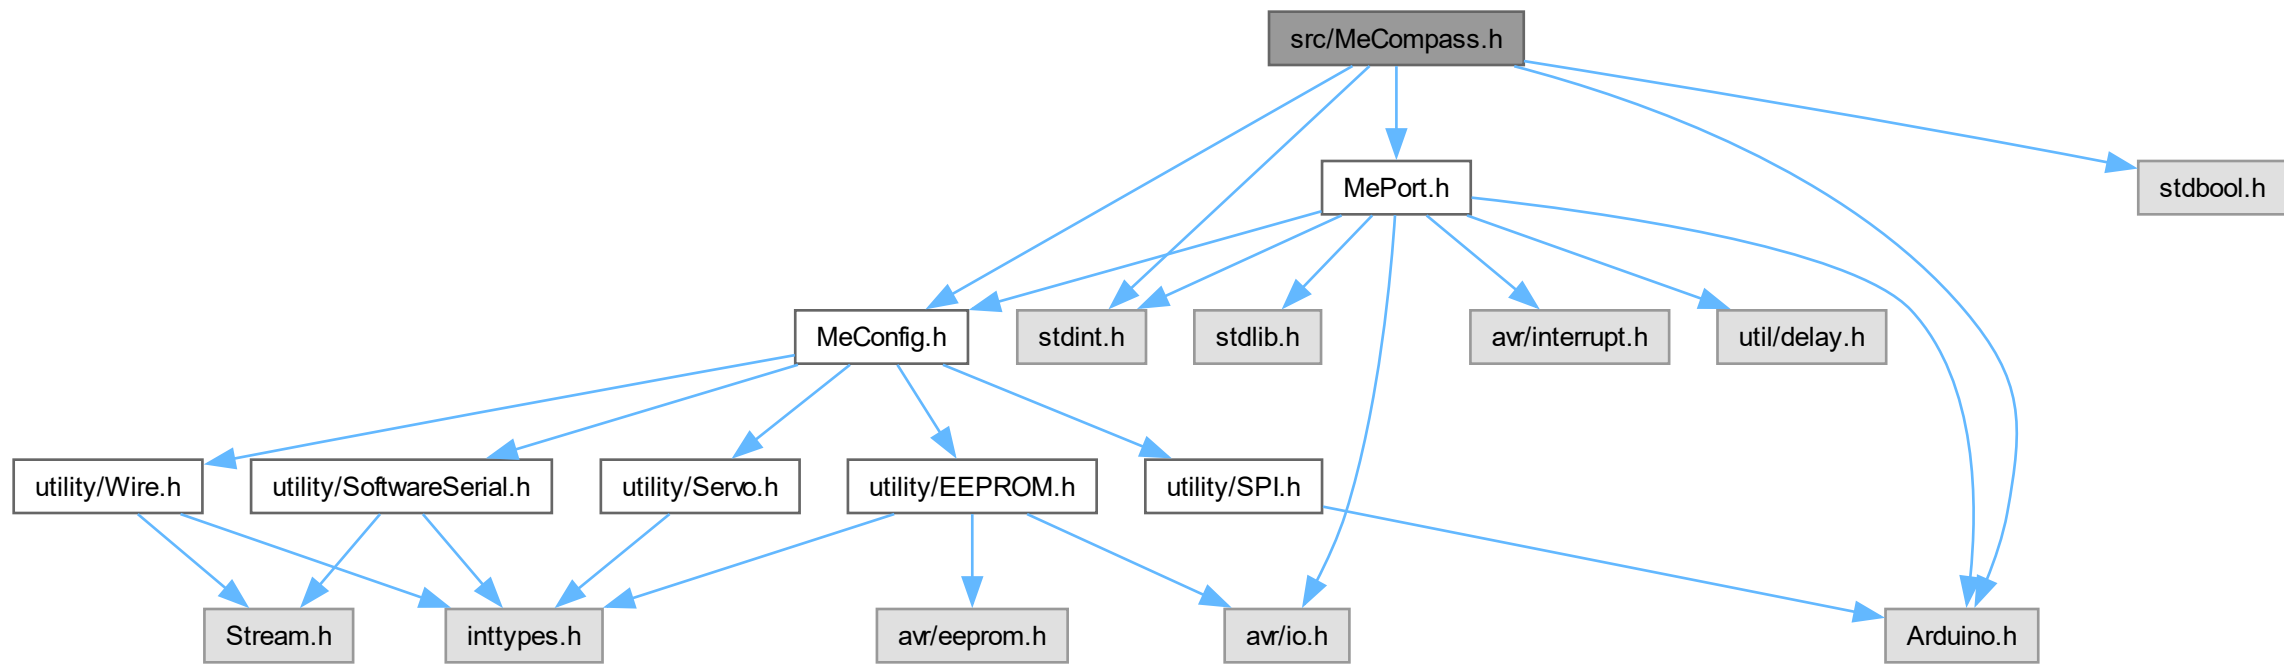 src/MeCompass.h
MePort.h
stdbool.h
MeConfig.h
stdint.h
stdlib.h
avr/interrupt.h
util/delay.h
utility/Wire.h
utility/SoftwareSerial.h
utility/Servo.h
utility/EEPROM.h
utility/SPI.h
Stream.h
inttypes.h
avr/eeprom.h
avr/io.h
Arduino.h